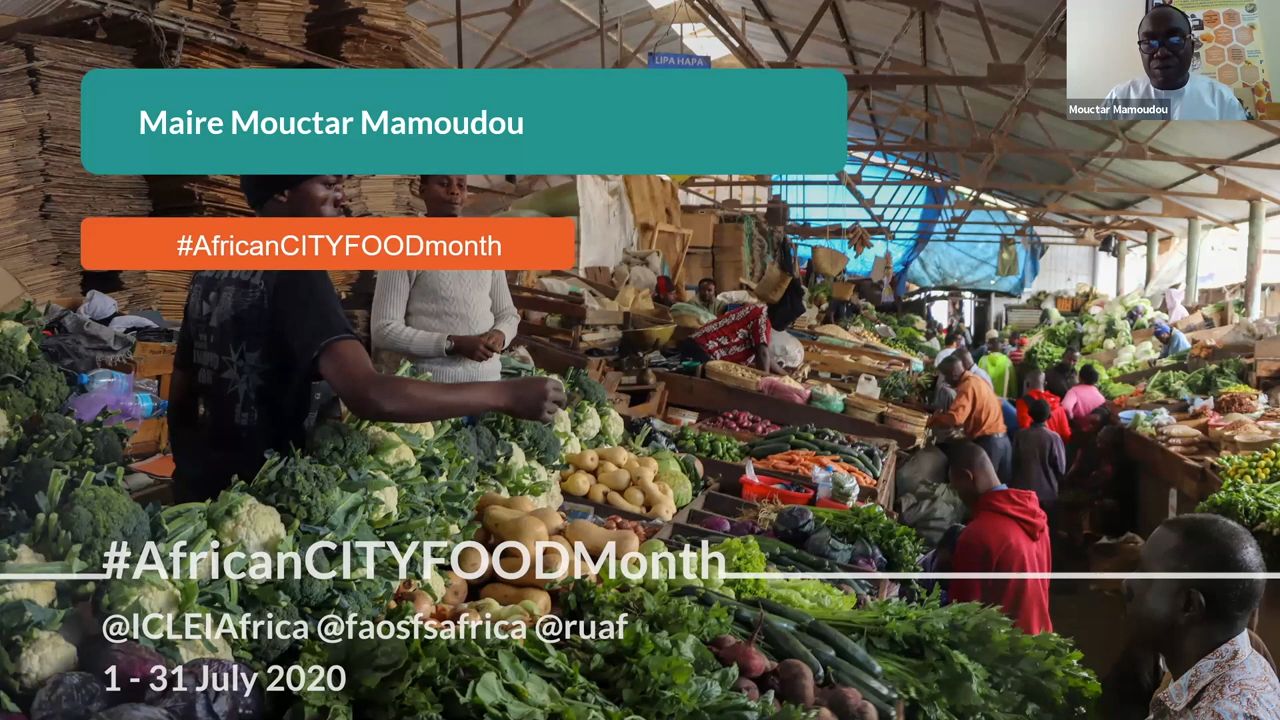 LIPA HAPA
Maire Mouctar Mamoudou
Mouctar Mamoudou
#AfricanCITYFOODmonth
#AfricanCITYFOODMonth
@ICLEIAfrica @faosfsafrica @ruaf
1 - 31 July 2020